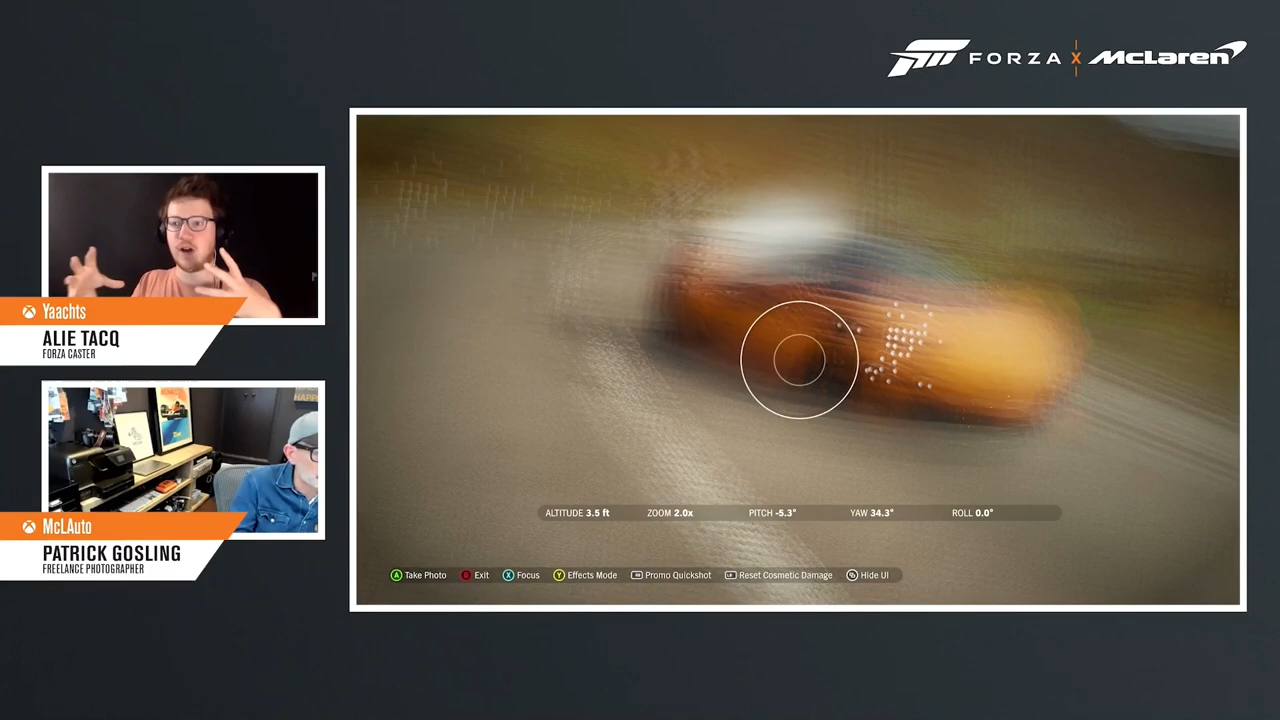 FORZA X McLaren
Yaachts
ALIE TACQ
FORZA CASTER
HAPP
McLAuto
PATRICK GOSLING
FREELANCE PHOTOGRAPHER
ALTITUDE 3.5 ft ZOOM 2.0x PITCH -5.3° YAW 34.3° ROLL 0.0°
A Take Photo B Exit X Focus Y Effects Mode Promo Quickshot Reset Cosmetic Damage Hide UI